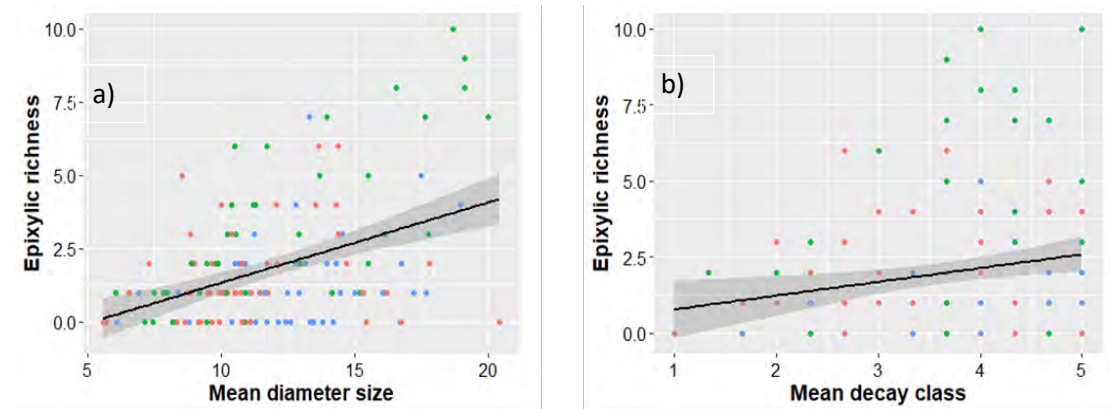 10.0
7.5
5.0
2.5
0.0
Epixylic richness
a)
5 10 15 20
Mean diameter size
10.0
7.5
5.0
2.5
0.0
Epixylic richness
b)
1 2 3 4 5
Mean decay class